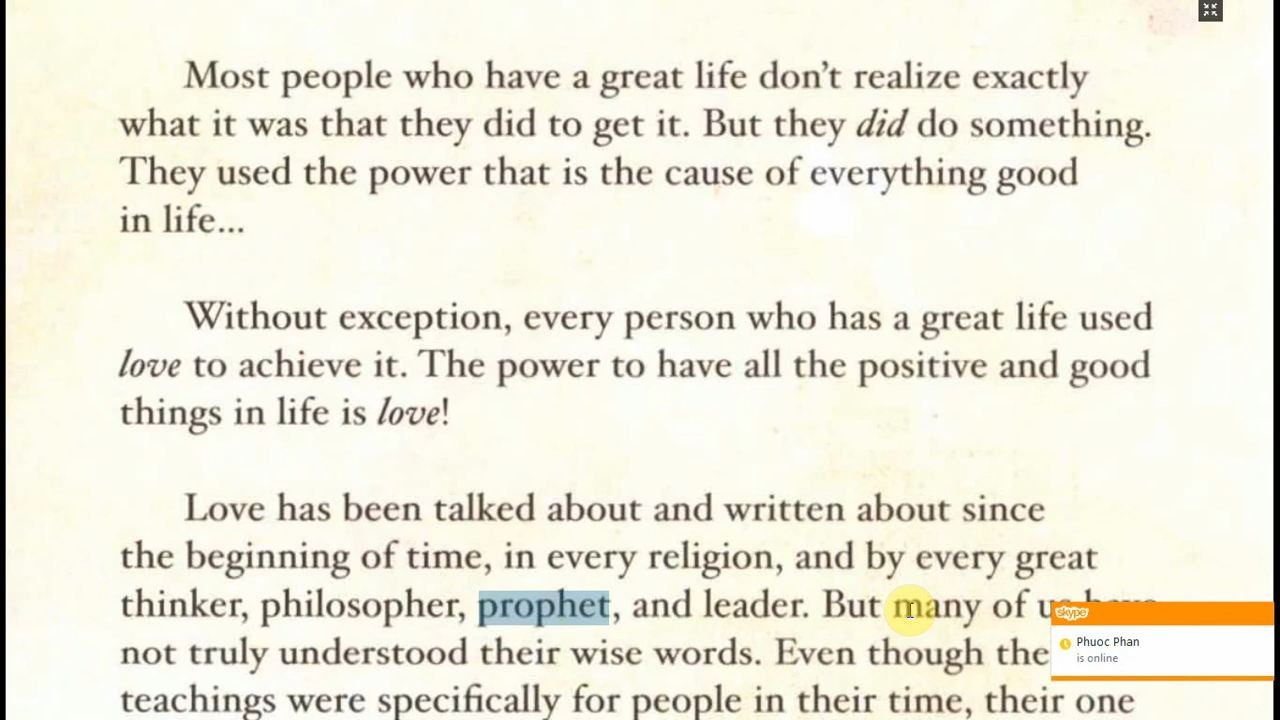 Most people who have a great life don’t realize exactly
what it was that they did to get it. But they did do something.
They used the power that is the cause of everything good
in life...
Without exception, every person who has a great life used
love to achieve it. The power to have all the positive and good
things in life is love!
Love has been talked about and written about since
the beginning of time, in every religion, and by every great
thinker, philosopher, prophet, and leader. But many of us have
not truly understood their wise words. Even though the
teachings were specifically for people in their time, their one
skype
Phuoc Phan
is online